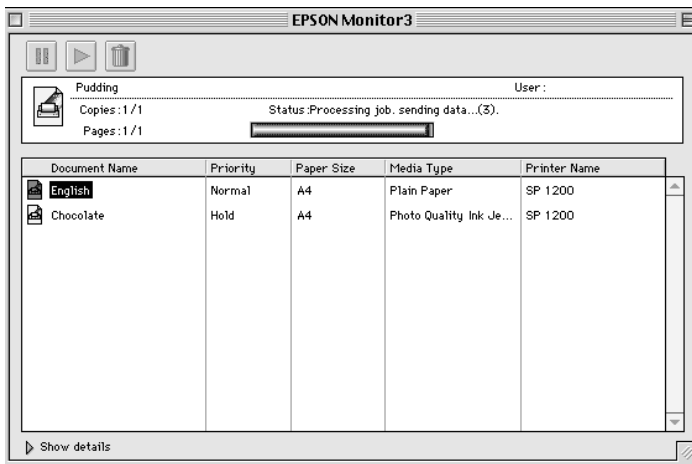 EPSON Monitor3
Pudding User :
Copies :1 /1 Status :Processing job. sending data...(3).
Pages :1 /1
Document Name Priority Paper Size Media Type Printer Name
English Normal A4 Plain Paper SP 1200
Chocolate Hold A4 Photo Quality Ink Je... SP 1200
Show details